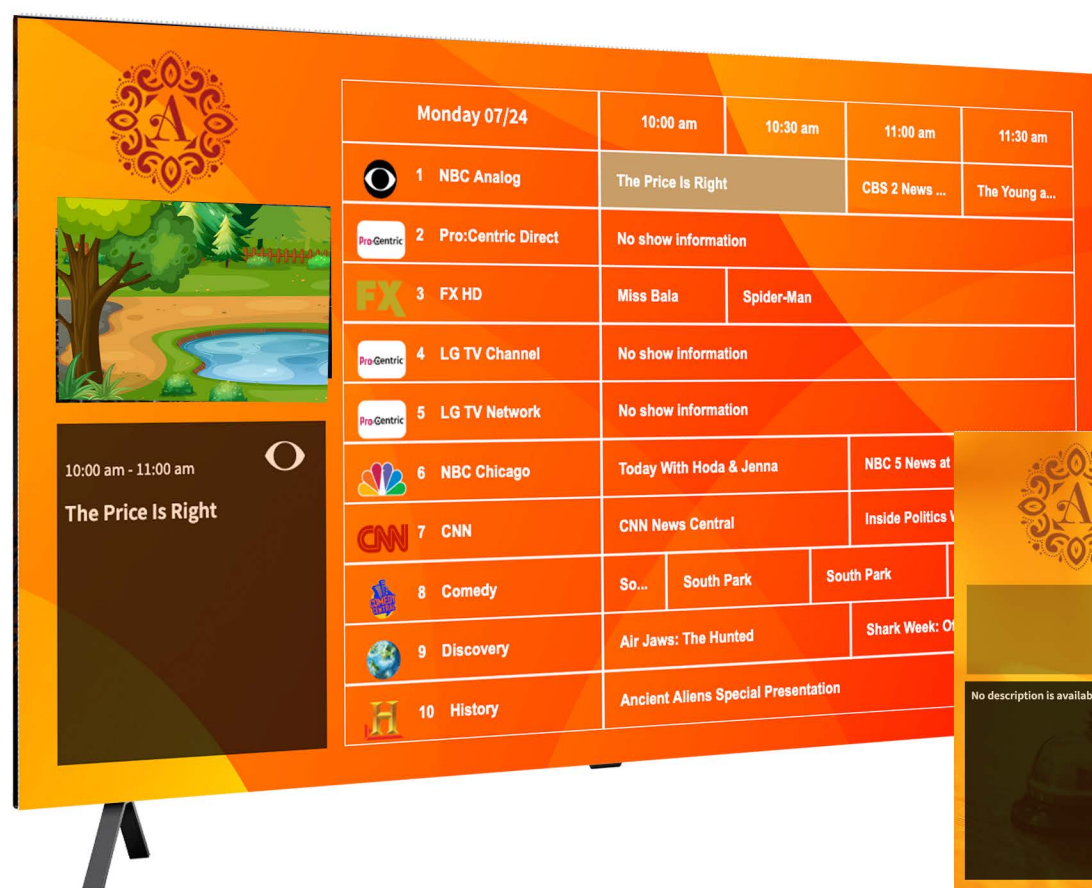 A
Monday 07/24 10:00 am 10:30 am 11:00 am 11:30 am
1 NBC Analog The Price Is Right CBS 2 News ... The Young a...
Pro:Centric 2 Pro:Centric Direct No show information
FX 3 FX HD Miss Bala Spider-Man
Pro:Centric 4 LG TV Channel No show information
Pro:Centric 5 LG TV Network No show information
6 NBC Chicago Today With Hoda & Jenna NBC 5 News at
CNN 7 CNN CNN News Central Inside Politics
COMEDY CENTRAL 8 Comedy So... South Park South Park
9 Discovery Air Jaws: The Hunted Shark Week:
H 10 History Ancient Aliens Special Presentation
10:00 am - 11:00 am
The Price Is Right
A
No description is availab